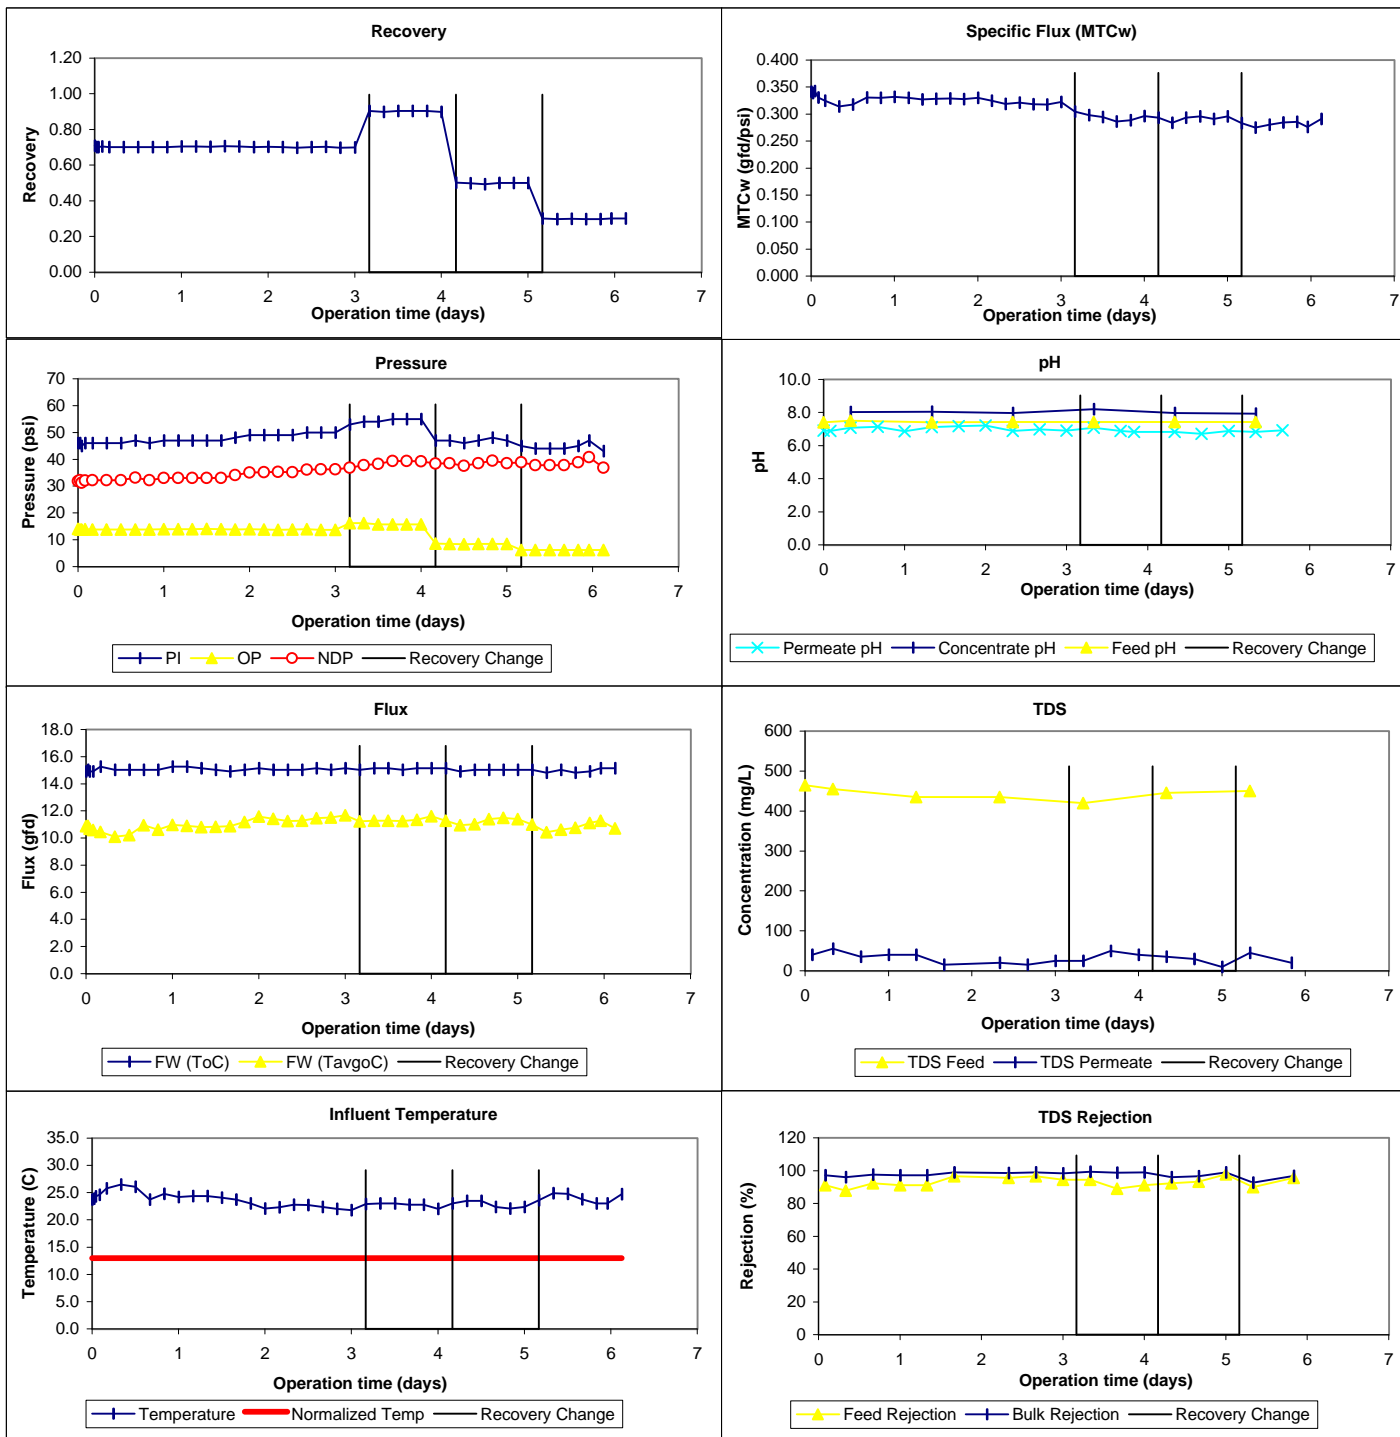 Recovery
1.20
1.00
0.80
0.60
0.40
0.20
0.00
Recovery
0 1 2 3 4 5 6 7
Operation time (days)
Specific Flux (MTCw)
0.400
0.350
0.300
0.250
0.200
0.150
0.100
0.050
0.000
MTCw (gfd/psi)
0 1 2 3 4 5 6 7
Operation time (days)
Pressure
70
60
50
40
30
20
10
0
Pressure (psi)
0 1 2 3 4 5 6 7
Operation time (days)
PI OP NDP Recovery Change
pH
10.0
8.0
6.0
4.0
2.0
0.0
pH
0 1 2 3 4 5 6 7
Operation time (days)
Permeate pH Concentrate pH Feed pH Recovery Change
Flux
18.0
16.0
14.0
12.0
10.0
8.0
6.0
4.0
2.0
0.0
Flux (gfd)
0 1 2 3 4 5 6 7
Operation time (days)
FW (ToC) FW (TavgoC) Recovery Change
TDS
600
500
400
300
200
100
0
Concentration (mg/L)
0 1 2 3 4 5 6 7
Operation time (days)
TDS Feed TDS Permeate Recovery Change
Influent Temperature
35.0
30.0
25.0
20.0
15.0
10.0
5.0
0.0
Temperature (C)
0 1 2 3 4 5 6 7
Operation time (days)
Temperature Normalized Temp Recovery Change
TDS Rejection
120
100
80
60
40
20
0
Rejection (%)
0 1 2 3 4 5 6 7
Operation time (days)
Feed Rejection Bulk Rejection Recovery Change